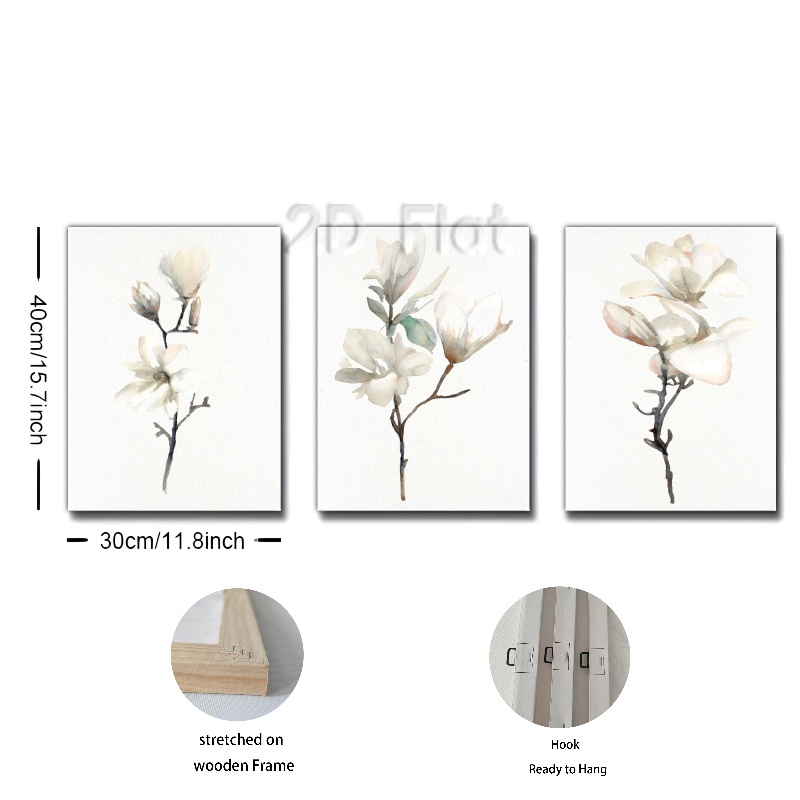 2D Flat
40cm/15.7inch
30cm/11.8inch
stretched on
wooden Frame
Hook
Ready to Hang